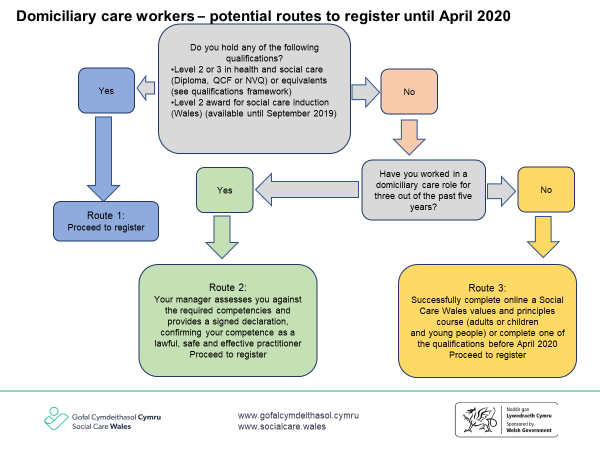 Domiciliary care workers – potential routes to register until April 2020
Do you hold any of the following
qualifications?
•Level 2 or 3 in health and social care
(Diploma, QCF or NVQ) or equivalents
(see qualifications framework)
•Level 2 award for social care induction
(Wales) (available until September 2019)
Yes
No
Have you worked in a
domiciliary care role for
three out of the past five
years?
Yes
No
Route 1:
Proceed to register
Route 2:
Your manager assesses you against
the required competencies and
provides a signed declaration,
confirming your competence as a
lawful, safe and effective practitioner
Proceed to register
Route 3:
Successfully complete online a Social
Care Wales values and principles
course (adults or children
and young people) or complete one of
the qualifications before April 2020
Proceed to register
Gofal Cymdeithasol Cymru
Social Care Wales
www.gofalcymdeithasol.cymru
www.socialcare.wales
Noddir gan
Lywodraeth Cymru
Sponsored by
Welsh Government